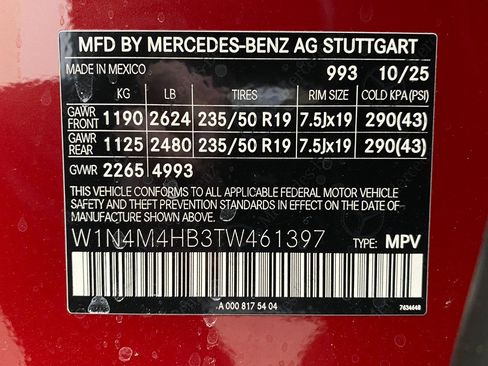 MFD BY MERCEDES-BENZ AG STUTTGART
MADE IN MEXICO 993 10/25
KG LB TIRES RIM SIZE COLD KPA(PSI)
GAWR FRONT 1190 2624 235/50 R19 7.5Jx19 290(43)
GAWR REAR 1125 2480 235/50 R19 7.5Jx19 290(43)
GVWR 2265 4993
THIS VEHICLE CONFORMS TO ALL APPLICABLE FEDERAL MOTOR VEHICLE
SAFETY AND THEFT PREVENTION STANDARDS IN EFFECT ON THE DATE OF
MANUFACTURE SHOWN ABOVE.
W1N4M4HB3TW461397 TYPE: MPV
A 000 817 54 04 7634640